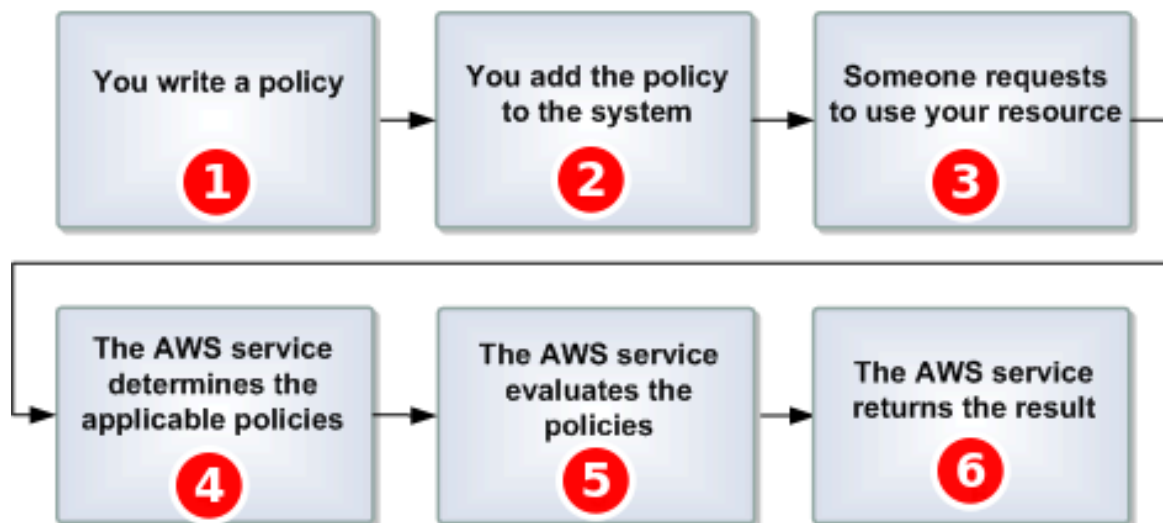 You write a policy
1
You add the policy
to the system
2
Someone requests
to use your resource
3
The AWS service
determines the
applicable policies
4
The AWS service
evaluates the
policies
5
The AWS service
returns the result
6